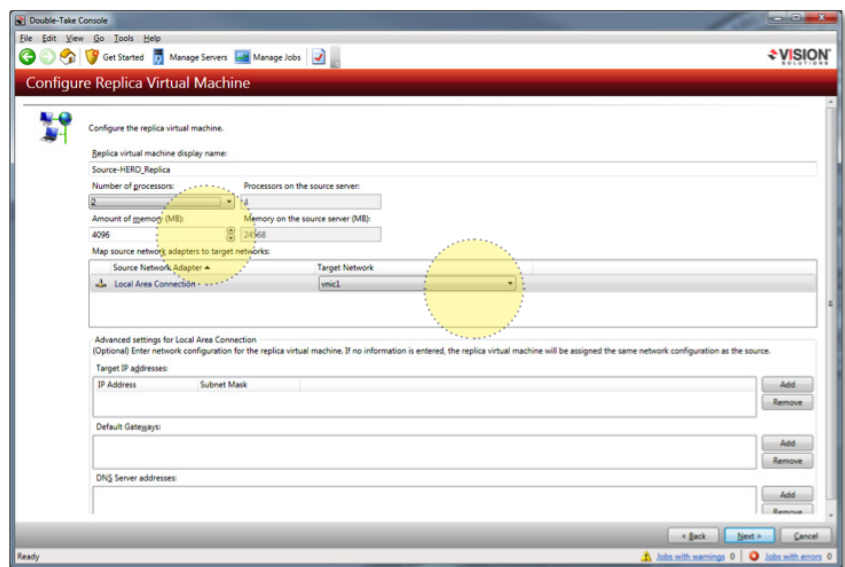 Double-Take Console
File Edit View Go Tools Help
Get Started Manage Servers Manage Jobs
VISION
SOLUTIONS
Configure Replica Virtual Machine
Configure the replica virtual machine.
Replica virtual machine display name:
Source-HERO_Replica
Number of processors: Processors on the source server:
2 4
Amount of memory (MB): Memory on the source server (MB):
4096 24568
Map source network adapters to target networks:
Source Network Adapter Target Network
Local Area Connection vnic1
Advanced settings for Local Area Connection
(Optional) Enter network configuration for the replica virtual machine. If no information is entered, the replica virtual machine will be assigned the same network configuration as the source.
Target IP addresses:
IP Address Subnet Mask
Add
Remove
Default Gateways:
Add
Remove
DNS Server addresses:
Add
Remove
< Back Next > Cancel
Ready Jobs with warnings 0 Jobs with errors 0